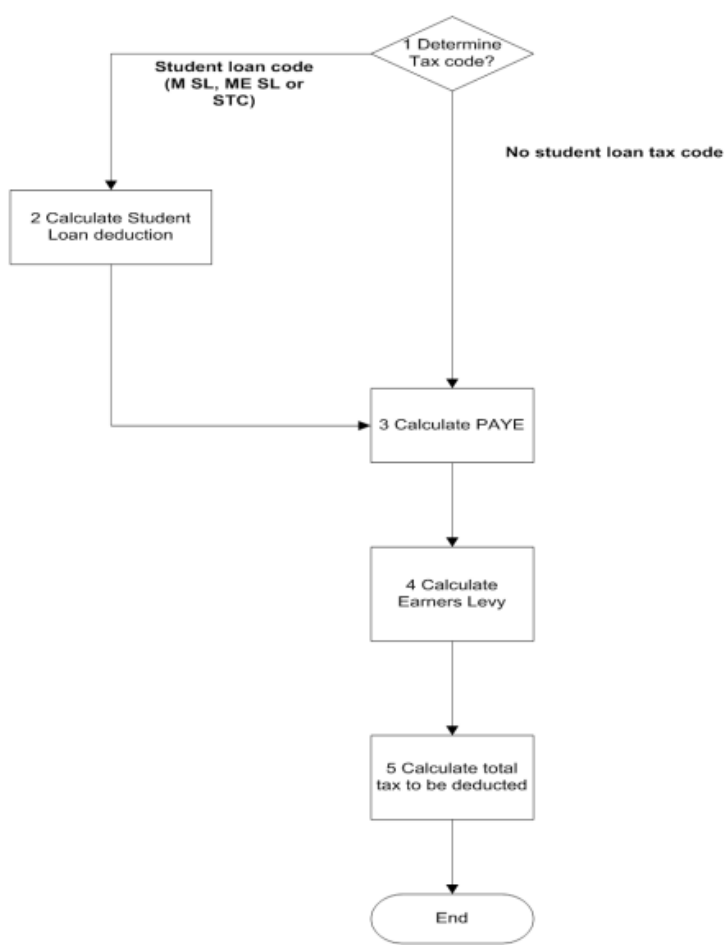 1 Determine
Tax code?
Student loan code
(M SL, ME SL or
STC)
No student loan tax code
2 Calculate Student
Loan deduction
3 Calculate PAYE
4 Calculate
Earners Levy
5 Calculate total
tax to be deducted
End